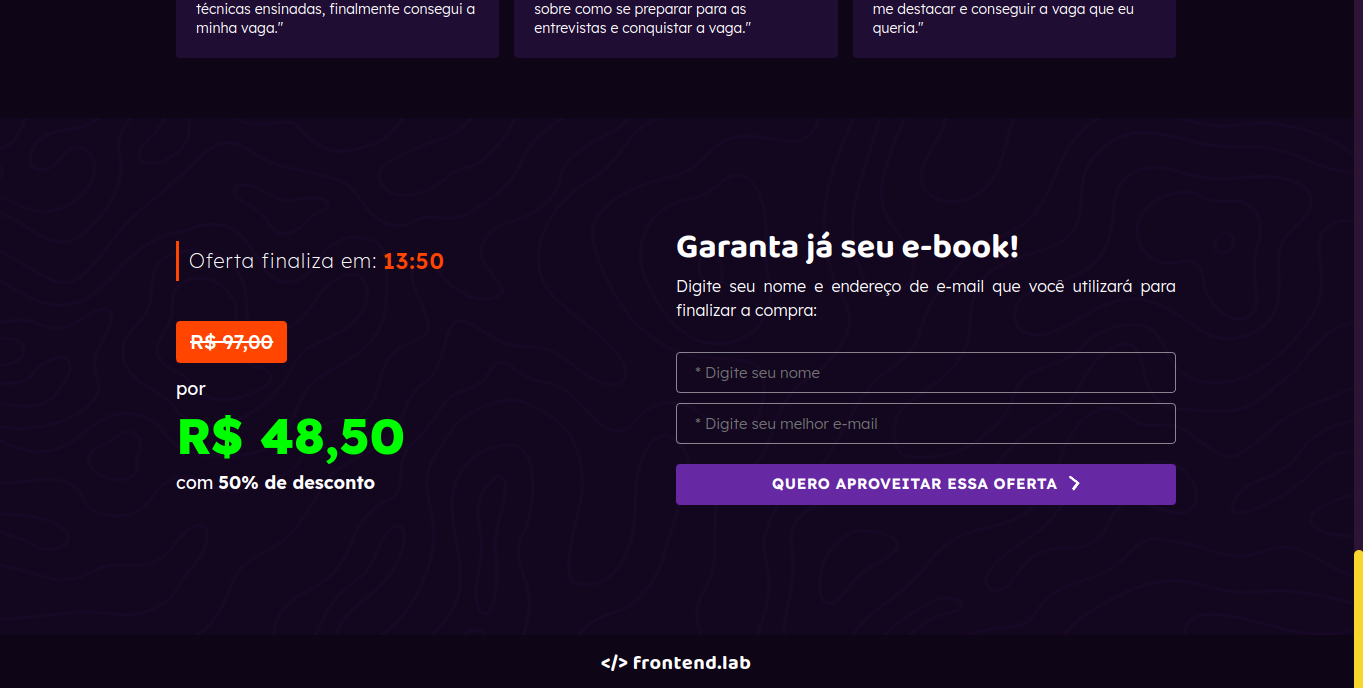 técnicas ensinadas, finalmente consegui a
minha vaga."
sobre como se preparar para as
entrevistas e conquistar a vaga."
me destacar e conseguir a vaga que eu
queria."
Oferta finaliza em: 13:50
R$ 97,00
por
R$ 48,50
com 50% de desconto
Garanta já seu e-book!
Digite seu nome e endereço de e-mail que você utilizará para
finalizar a compra:
* Digite seu nome
* Digite seu melhor e-mail
QUERO APROVEITAR ESSA OFERTA
</> frontend.lab